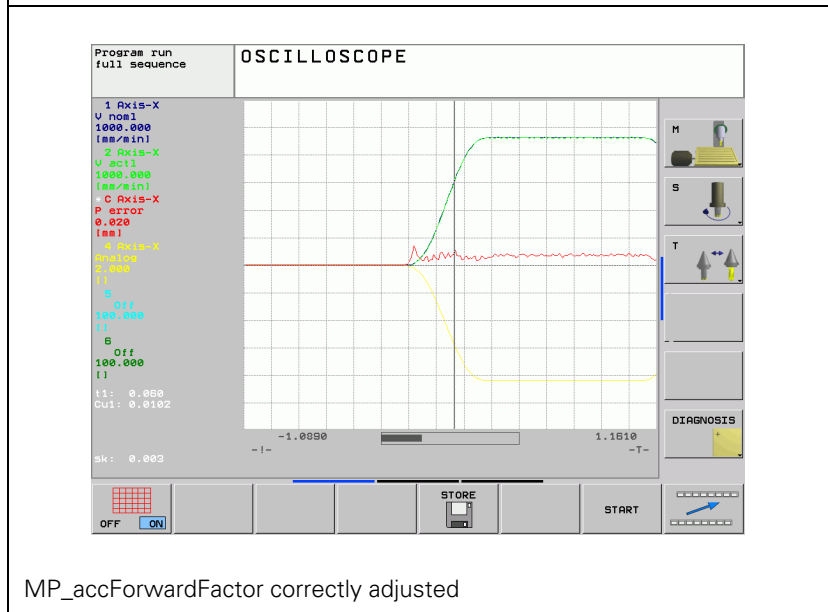 Program run
full sequence
OSCILLOSCOPE
1 Axis-X
V noml
1000.000
[mm/min]
2 Axis-X
V actl
1000.000
[mm/min]
C Axis-X
P error
0.020
[mm]
4 Axis-X
Analog
2.000
[]
5
Off
100.000
[]
6
Off
100.000
[]
t1: 0.060
Cu1: 0.0102
sk: 0.003
-1.0890
1.1610
-!-
-T-
M
S
T
DIAGNOSIS
OFF ON
STORE
START
MP_accForwardFactor correctly adjusted